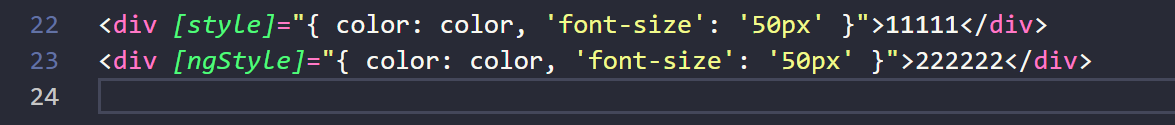 22 <div [style]="{ color: color, 'font-size': '50px' }">11111</div>
23 <div [ngStyle]="{ color: color, 'font-size': '50px' }">222222</div>
24